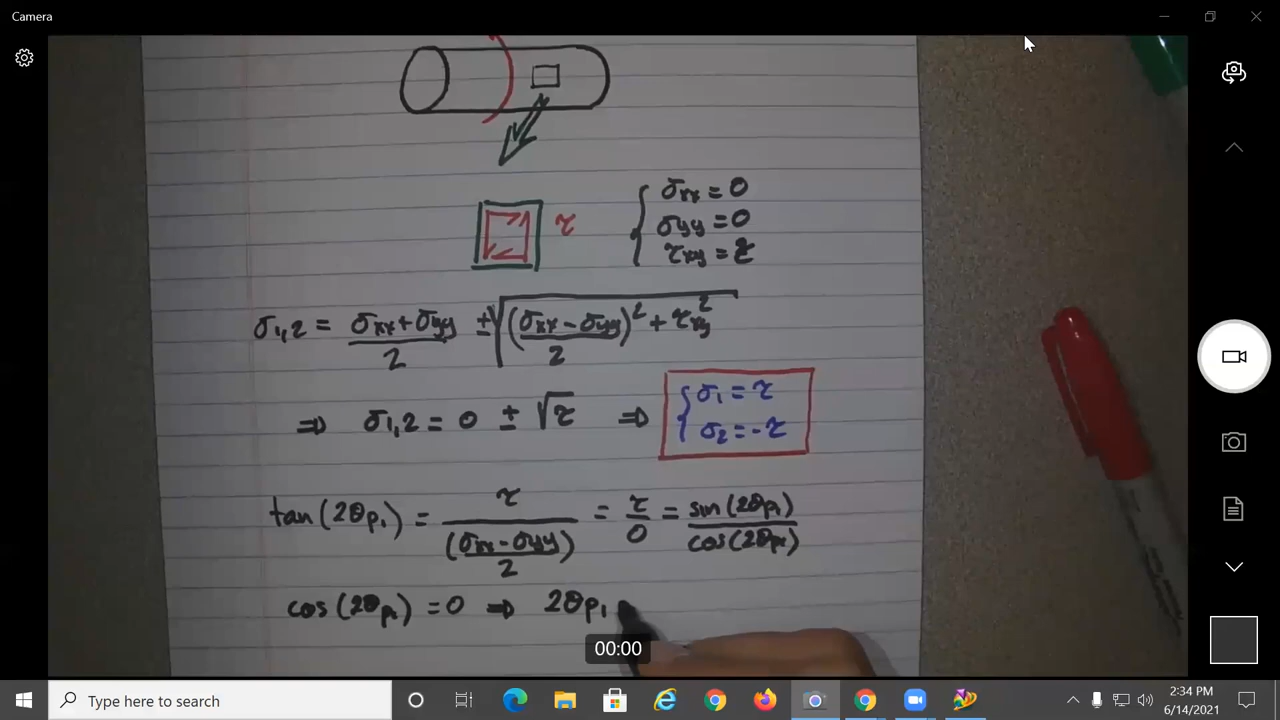 Camera
τ
σxx = 0
σyy = 0
τxy = τ
σ1,2 = (σxx + σyy)/2 ± √(((σxx - σyy)/2)² + τxy²)
⇒ σ1,2 = 0 ± √τ ⇒ { σ1 = τ
σ2 = -τ
tan(2θp1) = τ/((σxx - σyy)/2) = τ/0 = sin(2θp1)/cos(2θp1)
cos(2θp1) = 0 ⇒ 2θp1
00:00
Type here to search
2:34 PM
6/14/2021